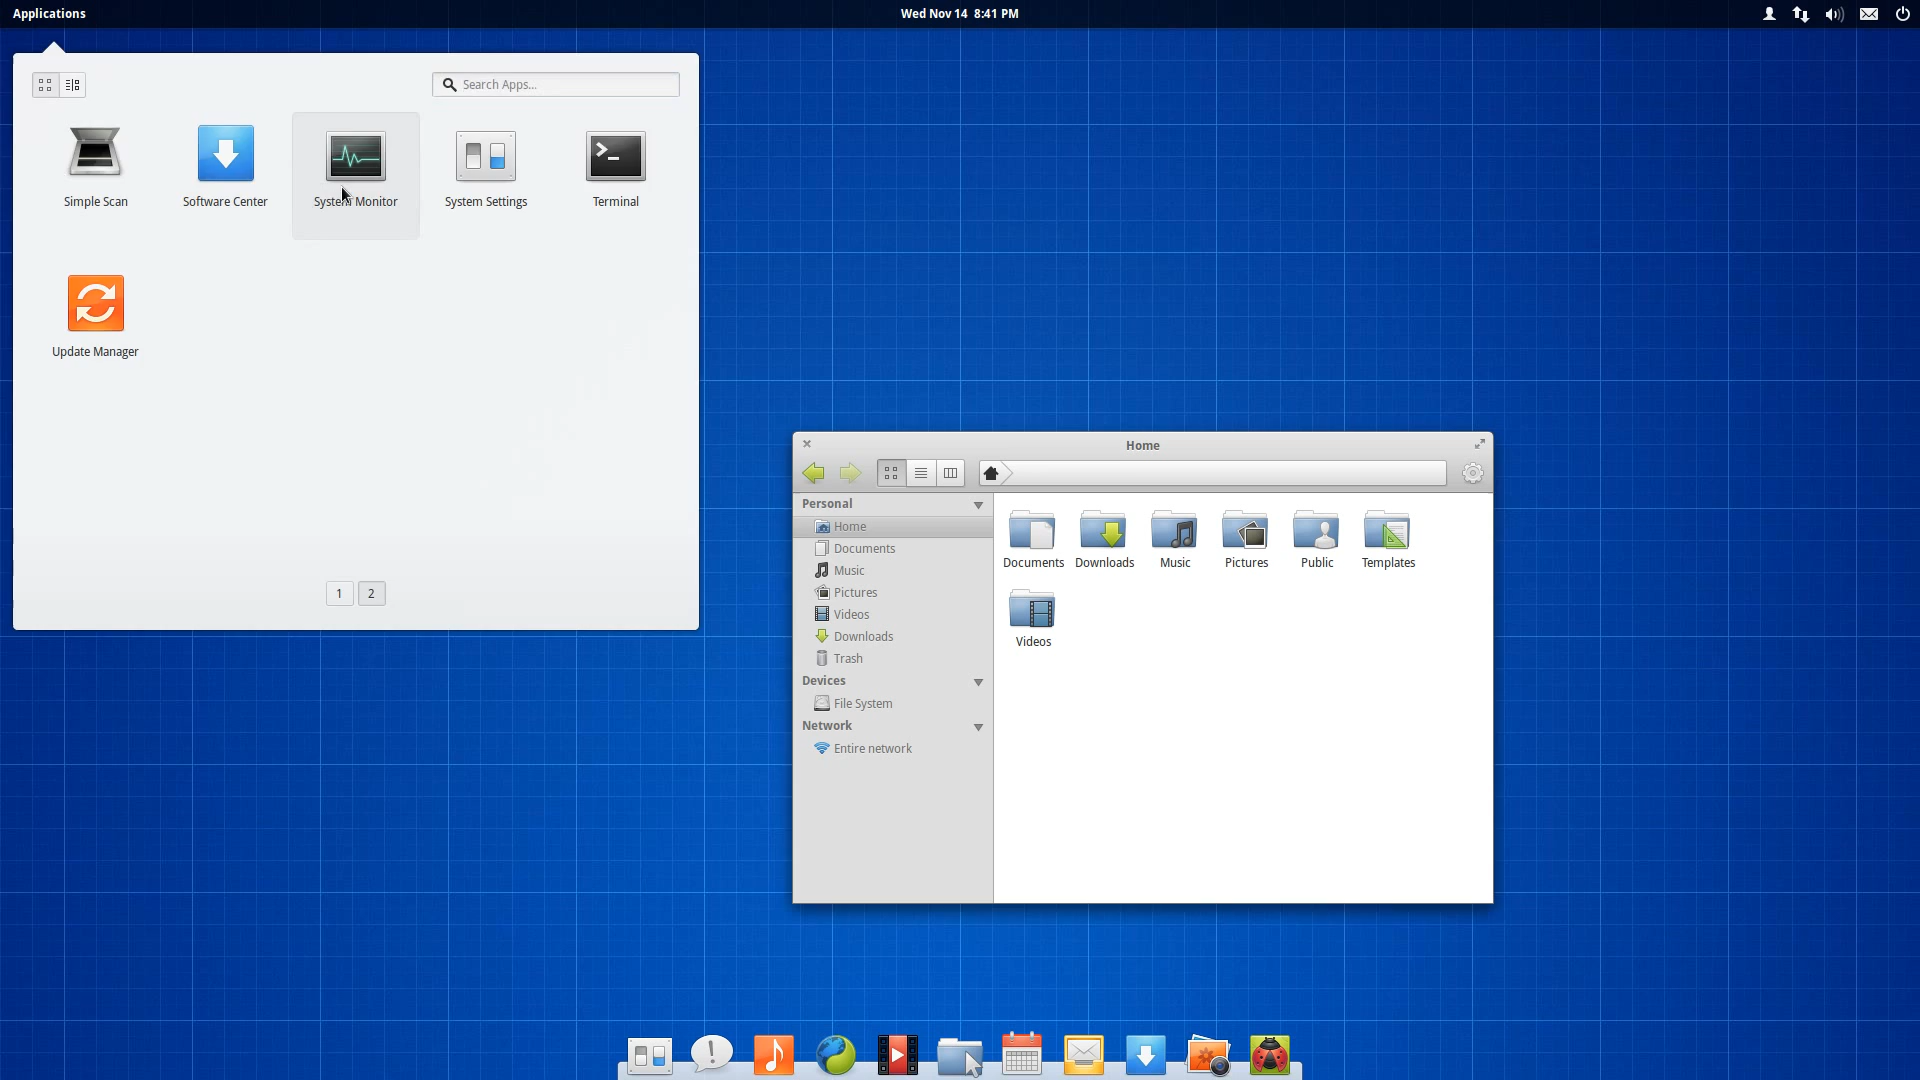 Applications
Wed Nov 14 8:41 PM
Search Apps...
Simple Scan
Software Center
System Monitor
System Settings
Terminal
Update Manager
1
2
Home
Personal
Home
Documents
Music
Pictures
Videos
Downloads
Trash
Devices
File System
Network
Entire network
Documents
Downloads
Music
Pictures
Public
Templates
Videos